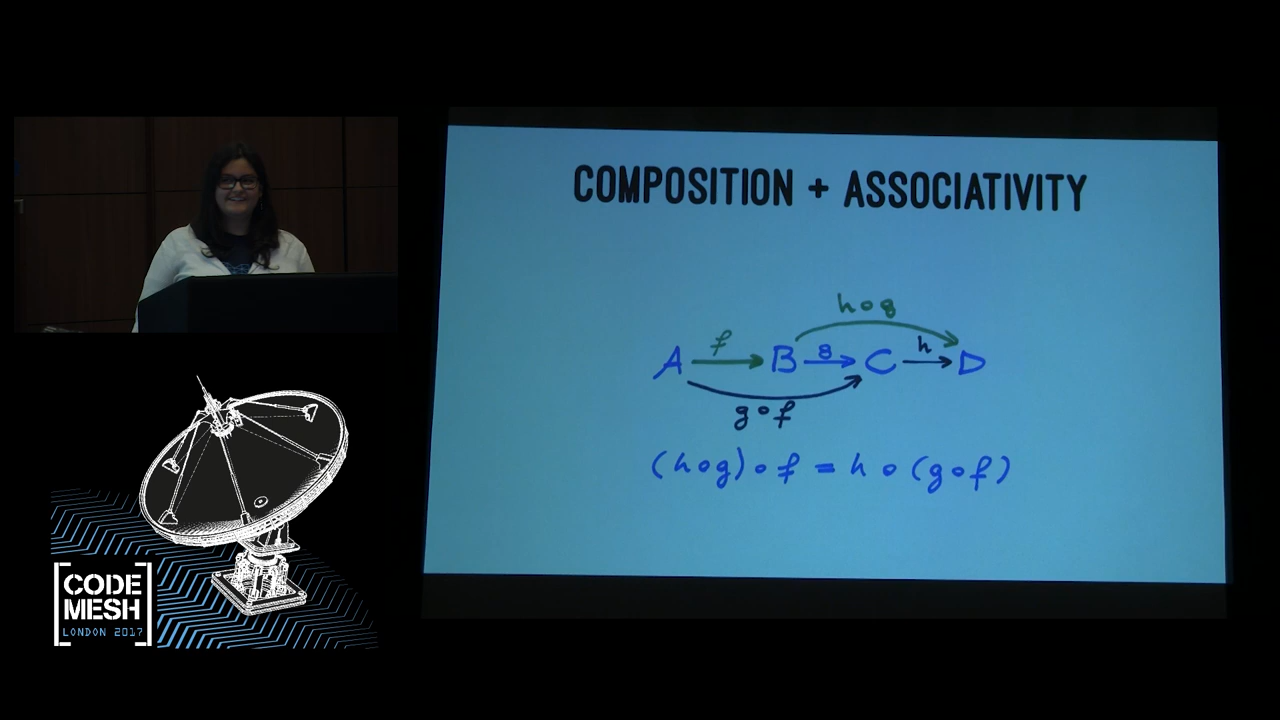 COMPOSITION + ASSOCIATIVITY
h∘g
A f B g C h D
g∘f
(h∘g)∘f = h∘(g∘f)
[CODE
MESH
LONDON 2017]